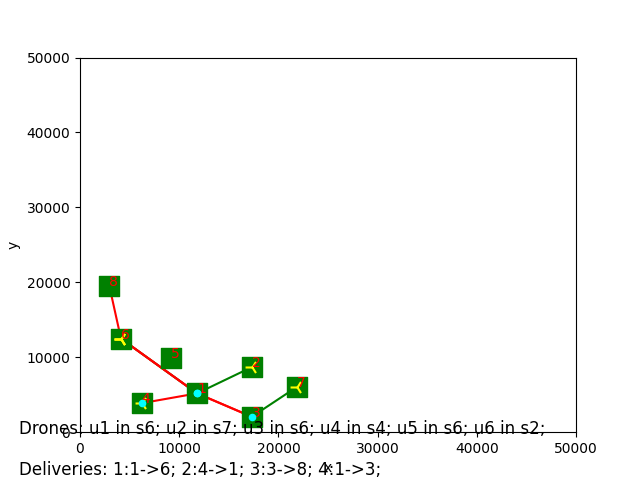 50000
40000
30000
y
20000
10000
0
Drones: u1 in s6; u2 in s7; u3 in s6; u4 in s4; u5 in s6; u6 in s2;
0 10000 20000 30000 40000 50000
x
Deliveries: 1:1->6; 2:4->1; 3:3->8; 4:1->3;